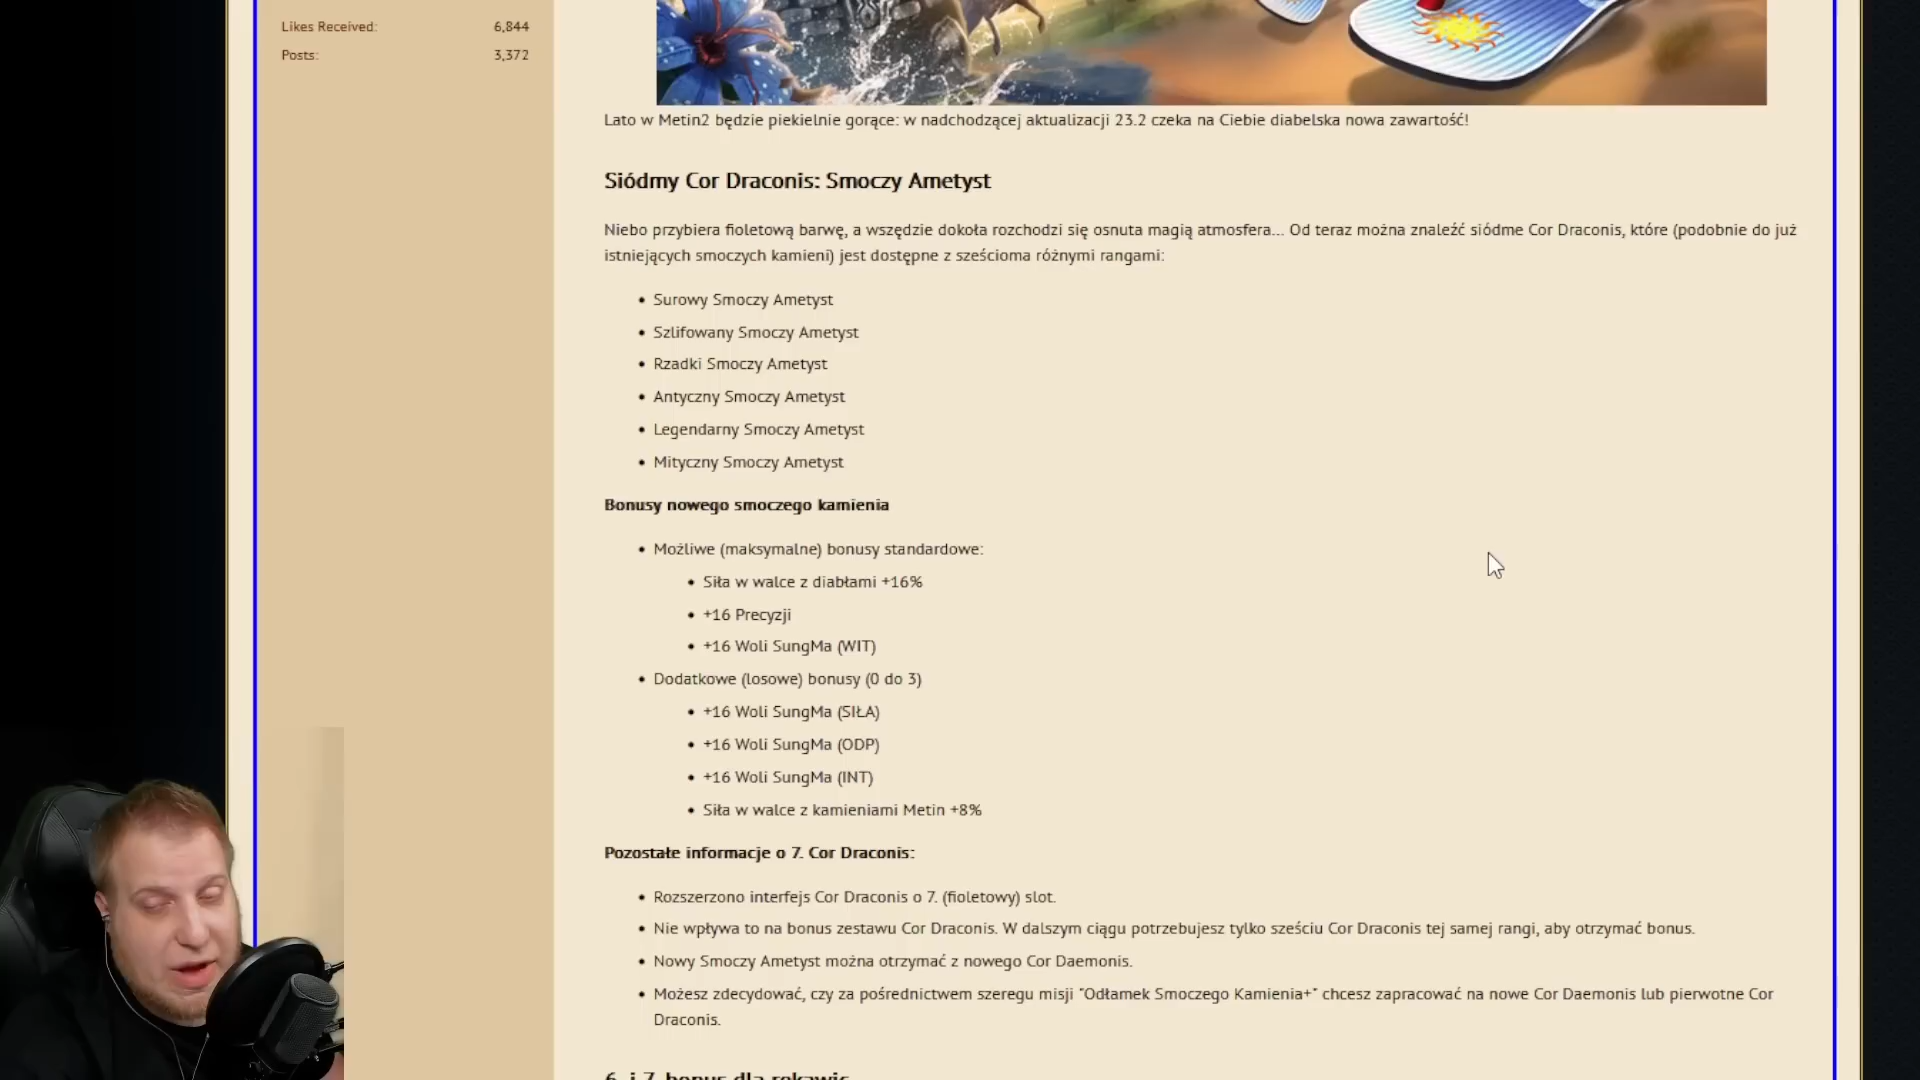 Likes Received: 6,844
Posts: 3,372
Lato w Metin2 będzie piekielnie gorące: w nadchodzącej aktualizacji 23.2 czeka na Ciebie diabelska nowa zawartość!
Siódmy Cor Draconis: Smoczy Ametyst
Niebo przybiera fioletową barwę, a wszędzie dokoła rozchodzi się osnuta magią atmosfera... Od teraz można znaleźć siódme Cor Draconis, które (podobnie do już
istniejących smoczych kamieni) jest dostępne z sześcioma różnymi rangami:
• Surowy Smoczy Ametyst
• Szlifowany Smoczy Ametyst
• Rzadki Smoczy Ametyst
• Antyczny Smoczy Ametyst
• Legendarny Smoczy Ametyst
• Mityczny Smoczy Ametyst
Bonusy nowego smoczego kamienia
• Możliwe (maksymalne) bonusy standardowe:
• Siła w walce z diabłami +16%
• +16 Precyzji
• +16 Woli SungMa (WIT)
• Dodatkowe (losowe) bonusy (0 do 3)
• +16 Woli SungMa (SIŁA)
• +16 Woli SungMa (ODP)
• +16 Woli SungMa (INT)
• Siła w walce z kamieniami Metin +8%
Pozostałe informacje o 7. Cor Draconis:
• Rozszerzono interfejs Cor Draconis o 7. (fioletowy) slot.
• Nie wpływa to na bonus zestawu Cor Draconis. W dalszym ciągu potrzebujesz tylko sześciu Cor Draconis tej samej rangi, aby otrzymać bonus.
• Nowy Smoczy Ametyst można otrzymać z nowego Cor Daemonis.
• Możesz zdecydować, czy za pośrednictwem szeregu misji "Odłamek Smoczego Kamienia+" chcesz zapracować na nowe Cor Daemonis lub pierwotne Cor
Draconis.
6. i 7. bonus dla rękawic